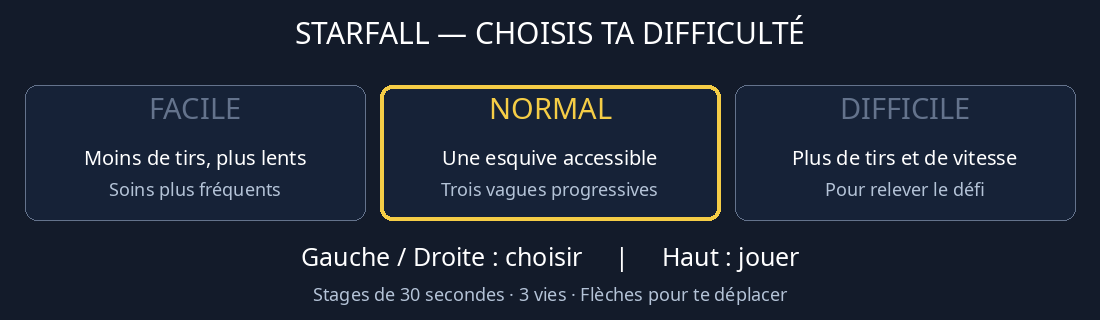 STARFALL — CHOISIS TA DIFFICULTÉ
FACILE
Moins de tirs, plus lents
Soins plus fréquents
NORMAL
Une esquive accessible
Trois vagues progressives
DIFFICILE
Plus de tirs et de vitesse
Pour relever le défi
Gauche / Droite : choisir | Haut : jouer
Stages de 30 secondes · 3 vies · Flèches pour te déplacer